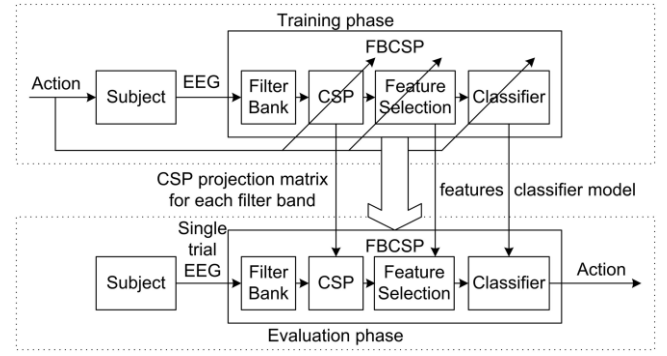 Training phase
FBCSP
Action
Subject
EEG
Filter
Bank
CSP
Feature
Selection
Classifier
CSP projection matrix
for each filter band
features
classifier model
Single
trial
EEG
Subject
FBCSP
Filter
Bank
CSP
Feature
Selection
Classifier
Action
Evaluation phase